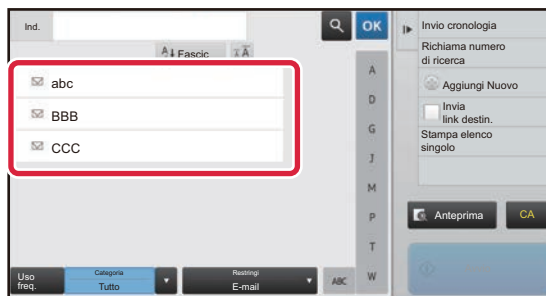 Ind.
OK
Fascic
abc
BBB
CCC
A
D
G
J
M
P
T
W
ABC
Uso
freq.
Categoria
Tutto
Restringi
E-mail
Invio cronologia
Richiama numero
di ricerca
Aggiungi Nuovo
Invia
link destin.
Stampa elenco
singolo
Anteprima
CA